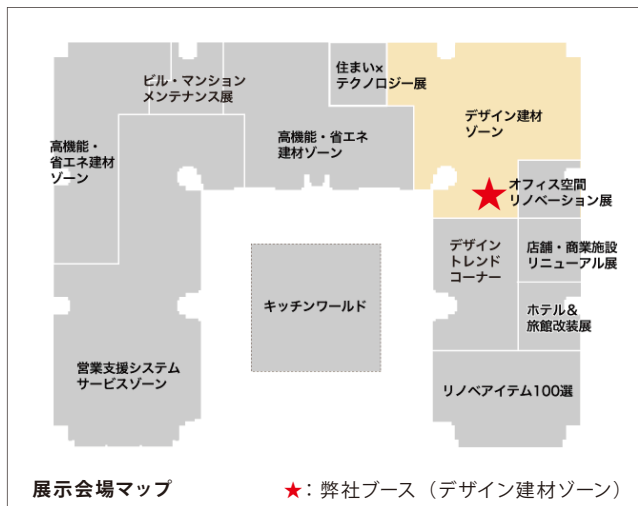 ビル・マンション
メンテナンス展
住まい×
テクノロジー展
デザイン建材
ゾーン
高機能・
省エネ建材
ゾーン
高機能・省エネ
建材ゾーン
オフィス空間
リノベーション展
デザイン
トレンド
コーナー
店舗・商業施設
リニューアル展
キッチンワールド
ホテル＆
旅館改装展
営業支援システム
サービスゾーン
リノベアイテム100選
展示会場マップ
★：弊社ブース（デザイン建材ゾーン）